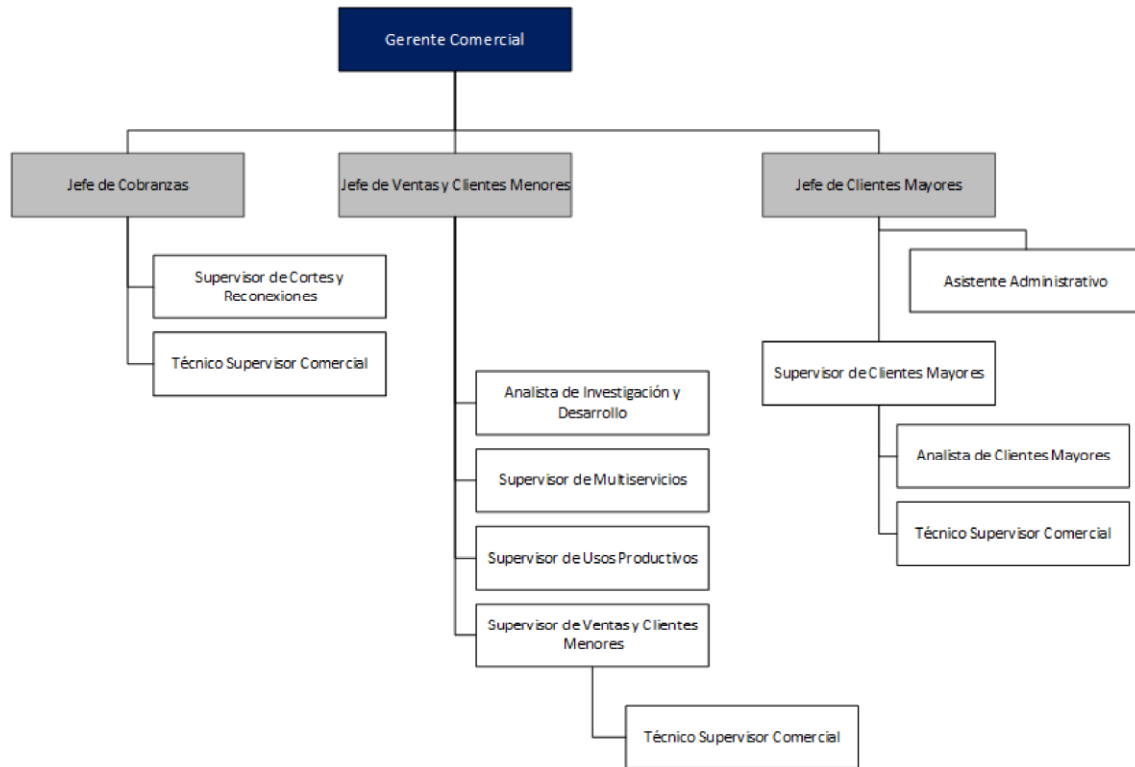 Gerente Comercial
Jefe de Cobranzas
Jefe de Ventas y Clientes Menores
Jefe de Clientes Mayores
Supervisor de Cortes y
Reconexiones
Técnico Supervisor Comercial
Analista de Investigación y
Desarrollo
Supervisor de Multiservicios
Supervisor de Usos Productivos
Supervisor de Ventas y Clientes
Menores
Técnico Supervisor Comercial
Asistente Administrativo
Supervisor de Clientes Mayores
Analista de Clientes Mayores
Técnico Supervisor Comercial